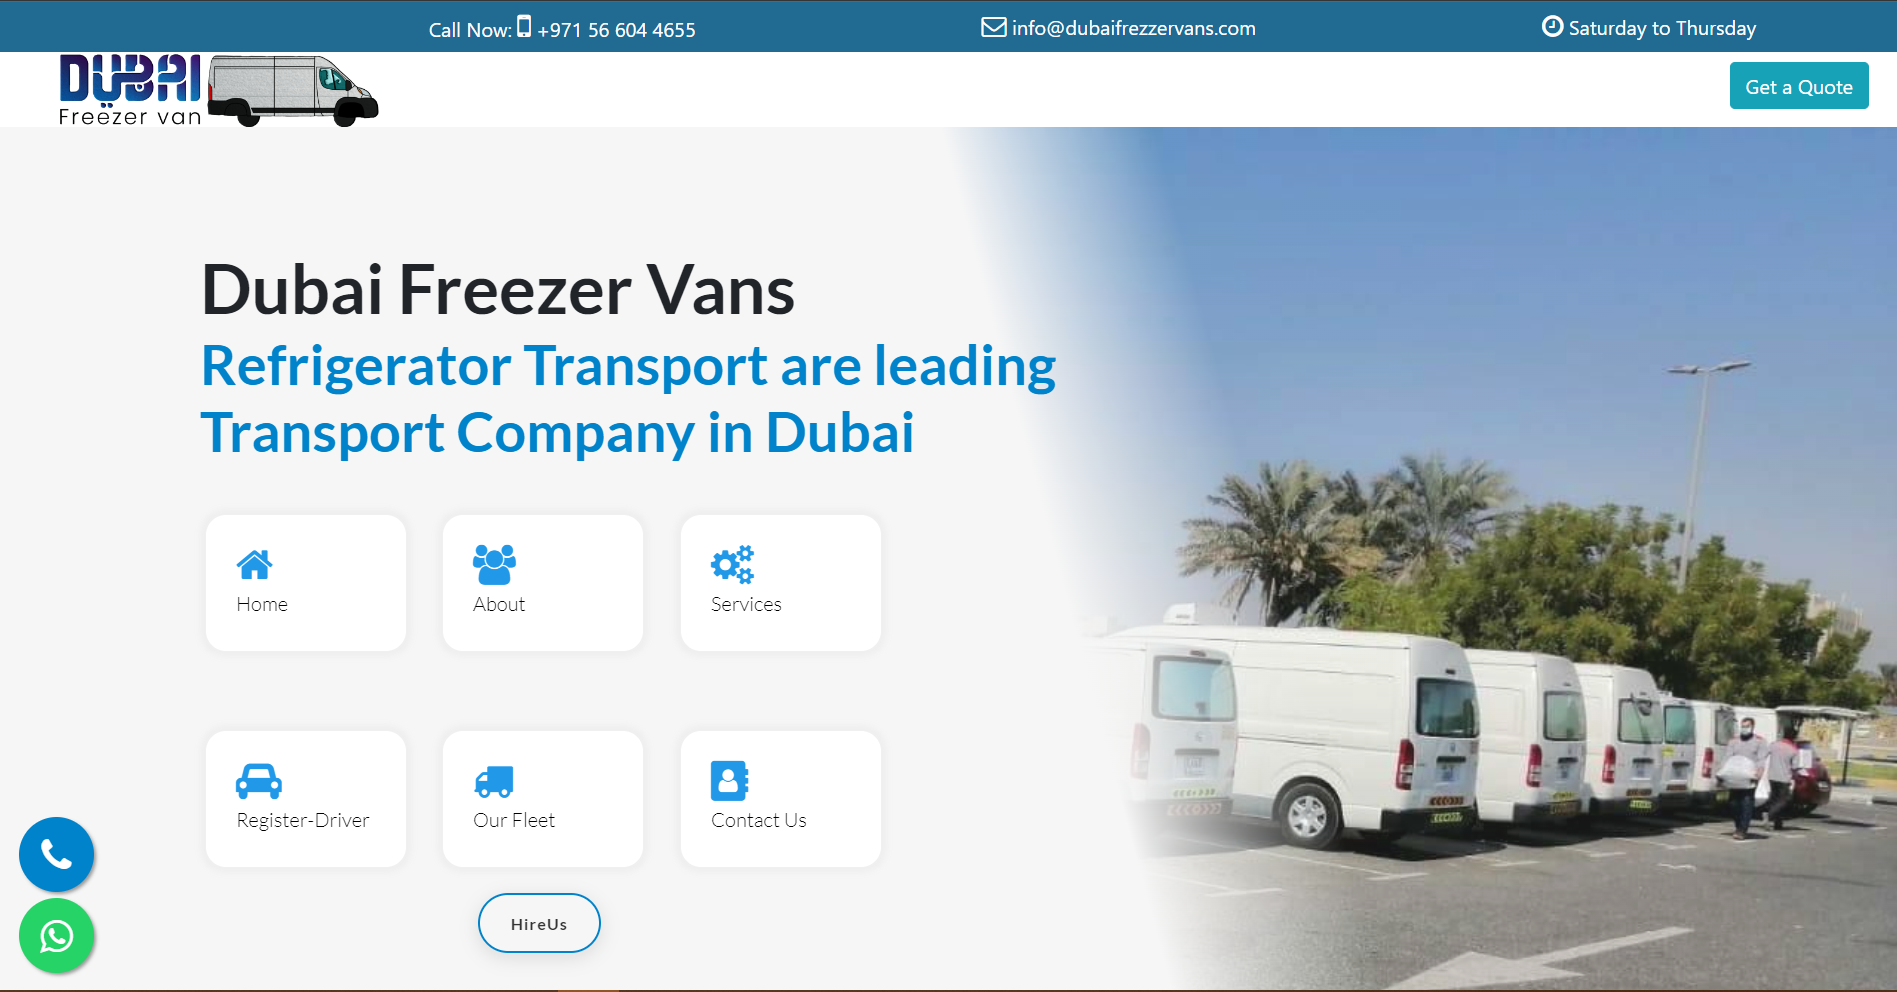 Call Now: +971 56 604 4655
info@dubaifrezzervans.com
Saturday to Thursday
DUBAI
Freezer van
Get a Quote
Dubai Freezer Vans
Refrigerator Transport are leading
Transport Company in Dubai
Home
About
Services
Register-Driver
Our Fleet
Contact Us
HireUs